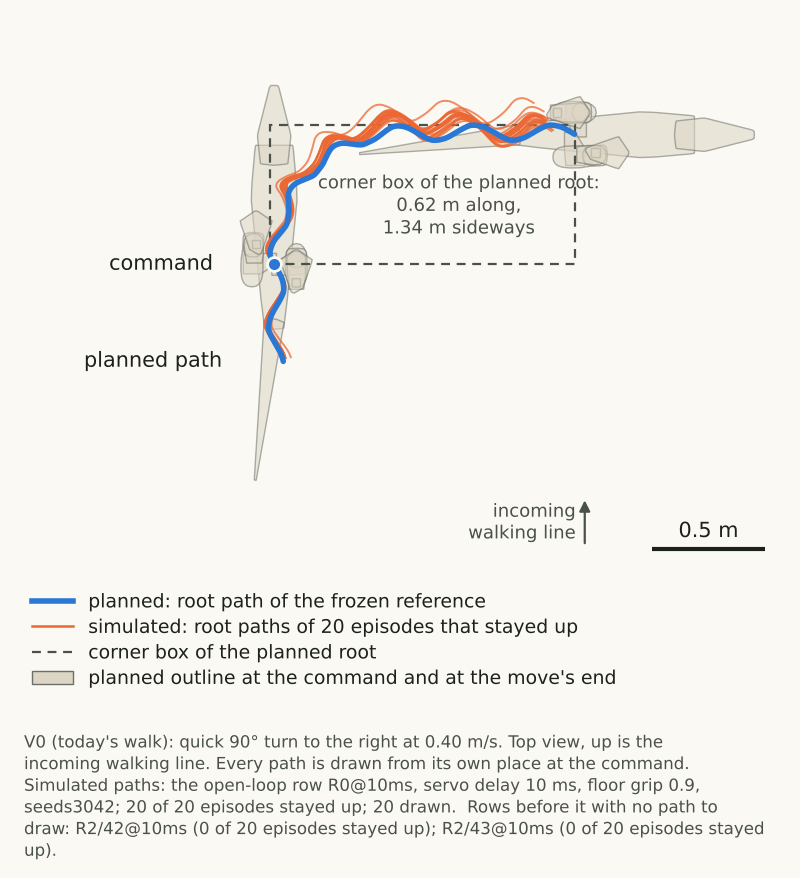 corner box of the planned root:
0.62 m along,
1.34 m sideways
command
planned path
incoming
walking line
0.5 m
planned: root path of the frozen reference
simulated: root paths of 20 episodes that stayed up
corner box of the planned root
planned outline at the command and at the move's end
V0 (today's walk): quick 90° turn to the right at 0.40 m/s. Top view, up is the
incoming walking line. Every path is drawn from its own place at the command.
Simulated paths: the open-loop row R0@10ms, servo delay 10 ms, floor grip 0.9,
seeds3042; 20 of 20 episodes stayed up; 20 drawn.  Rows before it with no path to
draw: R2/42@10ms (0 of 20 episodes stayed up); R2/43@10ms (0 of 20 episodes stayed
up).